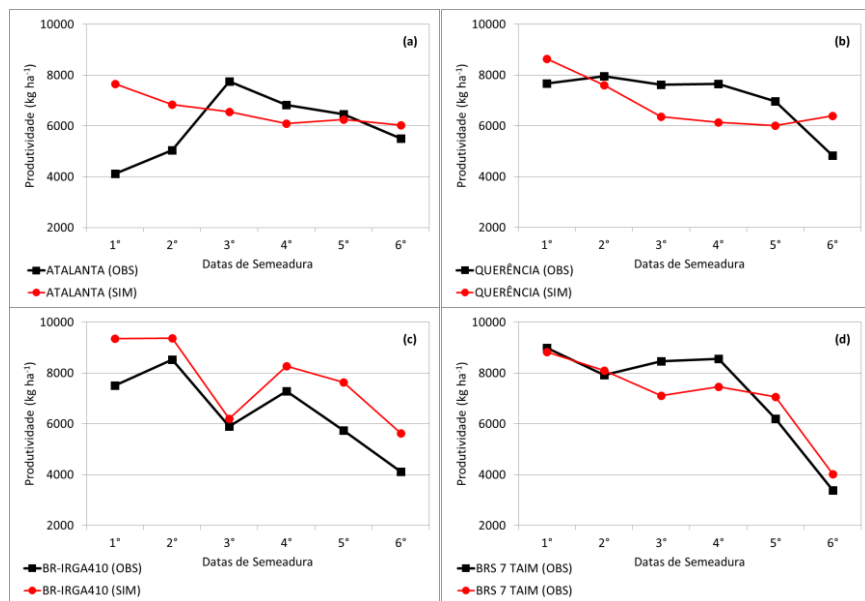 (a)
Produtividade (kg ha⁻¹)
10000
8000
6000
4000
2000
1° 2° 3° 4° 5° 6°
Datas de Semeadura
ATALANTA (OBS)
ATALANTA (SIM)
(b)
Produtividade (kg ha⁻¹)
10000
8000
6000
4000
2000
1° 2° 3° 4° 5° 6°
Datas de Semeadura
QUERÊNCIA (OBS)
QUERÊNCIA (SIM)
(c)
Produtividade (kg ha⁻¹)
10000
8000
6000
4000
2000
1° 2° 3° 4° 5° 6°
Datas de Semeadura
BR-IRGA410 (OBS)
BR-IRGA410 (SIM)
(d)
Produtividade (kg ha⁻¹)
10000
8000
6000
4000
2000
1° 2° 3° 4° 5° 6°
Datas de Semeadura
BRS 7 TAIM (OBS)
BRS 7 TAIM (OBS)